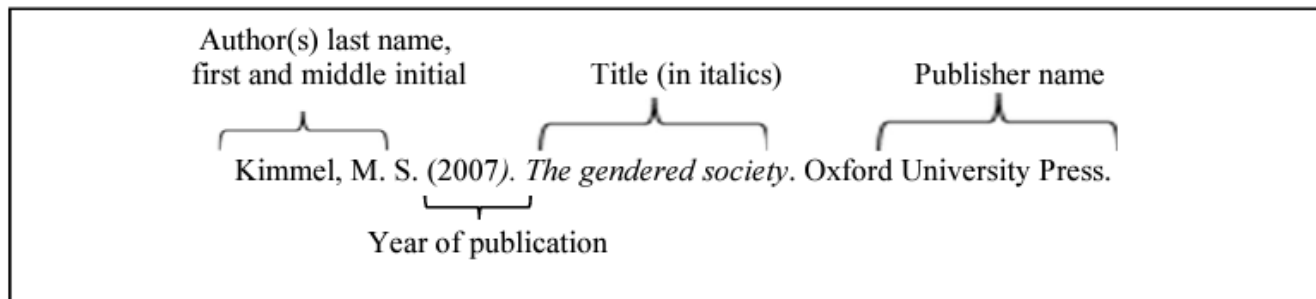 Author(s) last name,
first and middle initial
Title (in italics)
Publisher name
Kimmel, M. S. (2007). The gendered society. Oxford University Press.
Year of publication